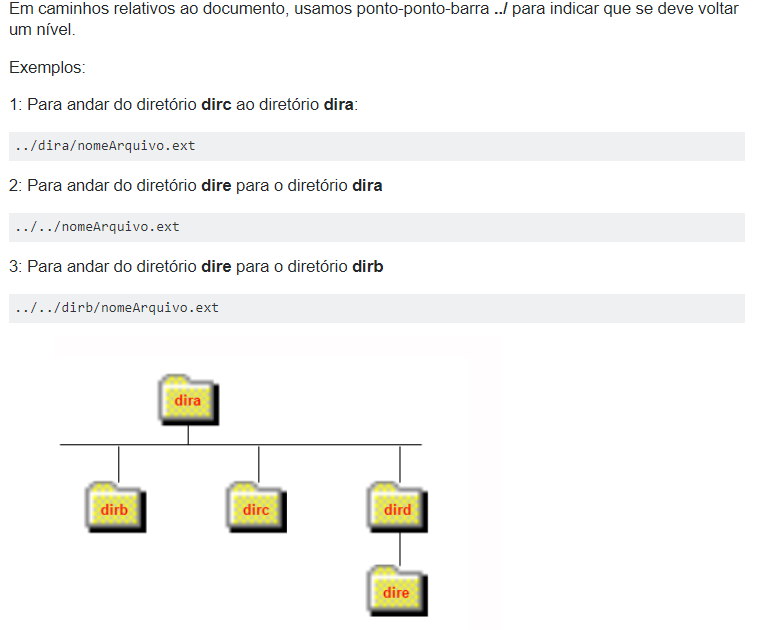 Em caminhos relativos ao documento, usamos ponto-ponto-barra ../ para indicar que se deve voltar
um nível.
Exemplos:
1: Para andar do diretório dirc ao diretório dira:
../dira/nomeArquivo.ext
2: Para andar do diretório dire para o diretório dira
../../nomeArquivo.ext
3: Para andar do diretório dire para o diretório dirb
../../dirb/nomeArquivo.ext
dira
dirb dirc dird
dire